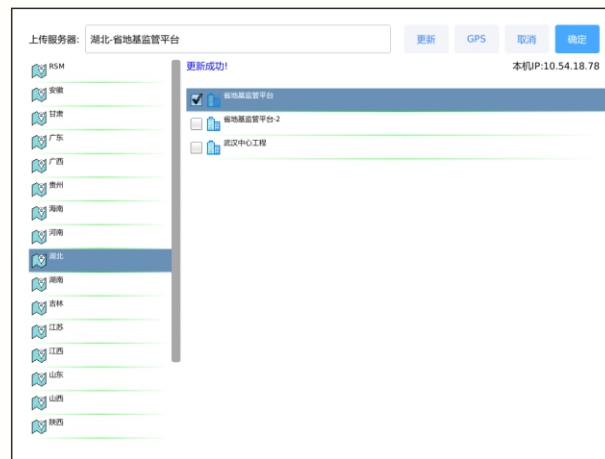 上传服务器: 湖北-省地基监管平台 更新 GPS 取消 确定
更新成功! 本机IP:10.54.18.78
RSM
安徽
甘肃
广东
广西
贵州
海南
河南
湖北
湖南
吉林
江苏
江西
山东
山西
陕西
省地基监管平台
省地基监管平台-2
武汉中心工程